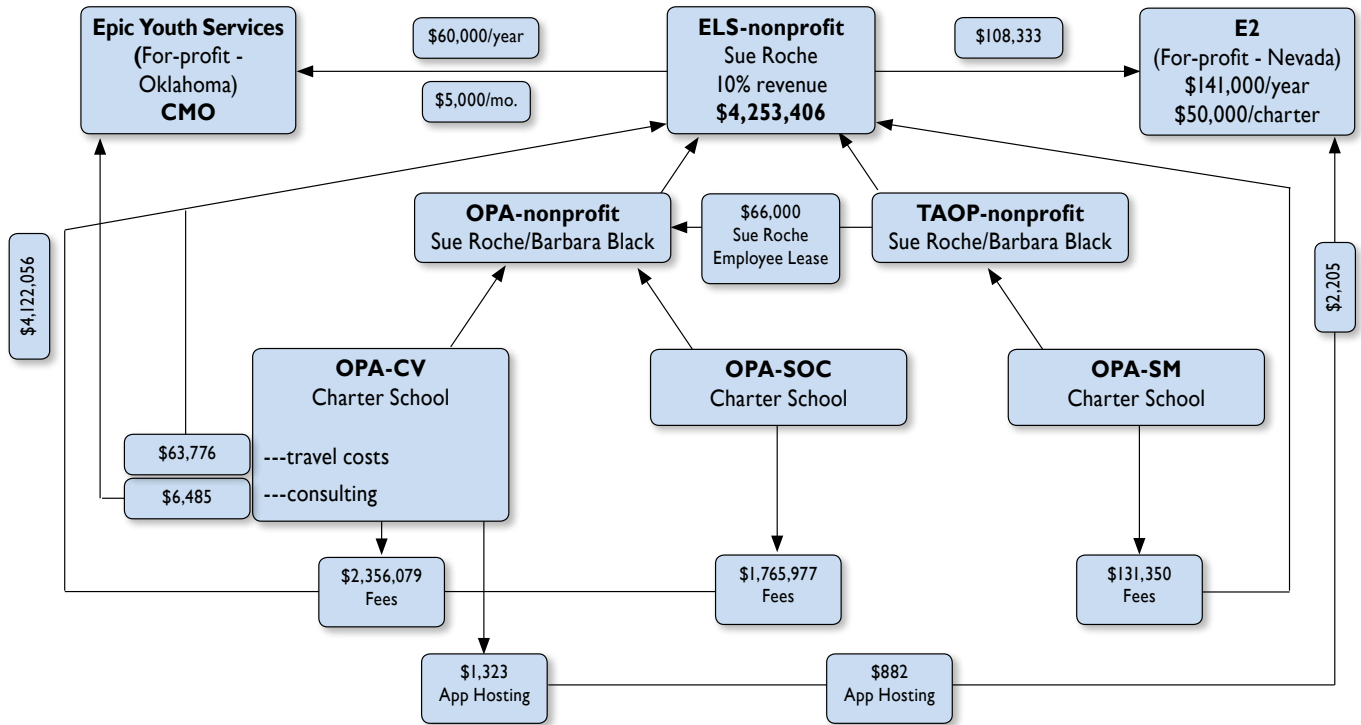 Epic Youth Services
(For-profit -
Oklahoma)
CMO
$60,000/year
$5,000/mo.
ELS-nonprofit
Sue Roche
10% revenue
$4,253,406
$108,333
E2
(For-profit - Nevada)
$141,000/year
$50,000/charter
OPA-nonprofit
Sue Roche/Barbara Black
$66,000
Sue Roche
Employee Lease
TAOP-nonprofit
Sue Roche/Barbara Black
$4,122,056
$2,205
OPA-CV
Charter School
OPA-SOC
Charter School
OPA-SM
Charter School
$63,776 ---travel costs
$6,485 ---consulting
$2,356,079
Fees
$1,765,977
Fees
$131,350
Fees
$1,323
App Hosting
$882
App Hosting